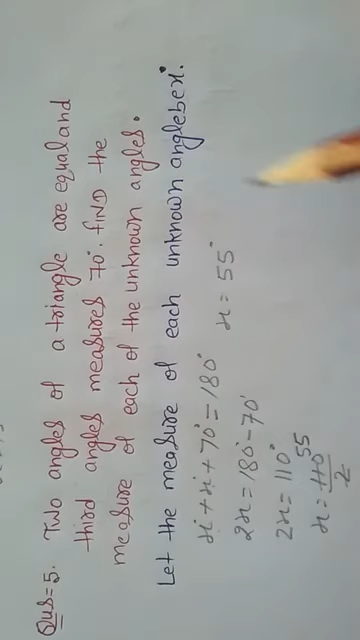 Qus=5. Two angles of a triangle are equal and
third angles measures 70°. FIND the
measure of each of the unknown angles.
Let the measure of each unknown angle be x°.
x° + x° + 70° = 180°
2x = 180° - 70°
2x = 110°
x = 110° 55
2
x = 55°